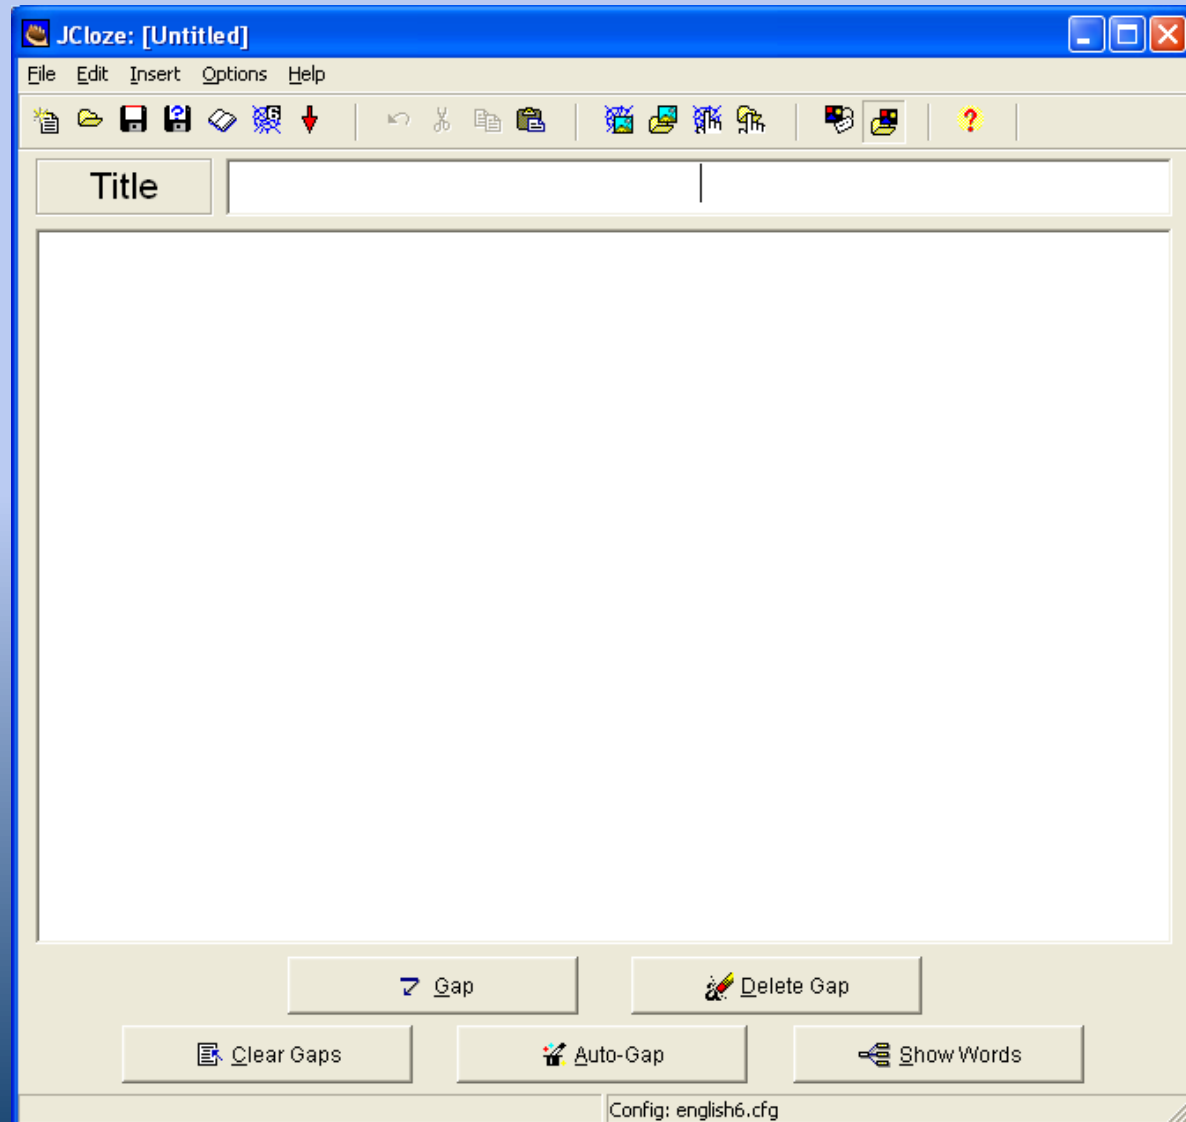 JCloze: [Untitled]
File Edit Insert Options Help
Title
Gap Delete Gap
Clear Gaps Auto-Gap Show Words
Config: english6.cfg